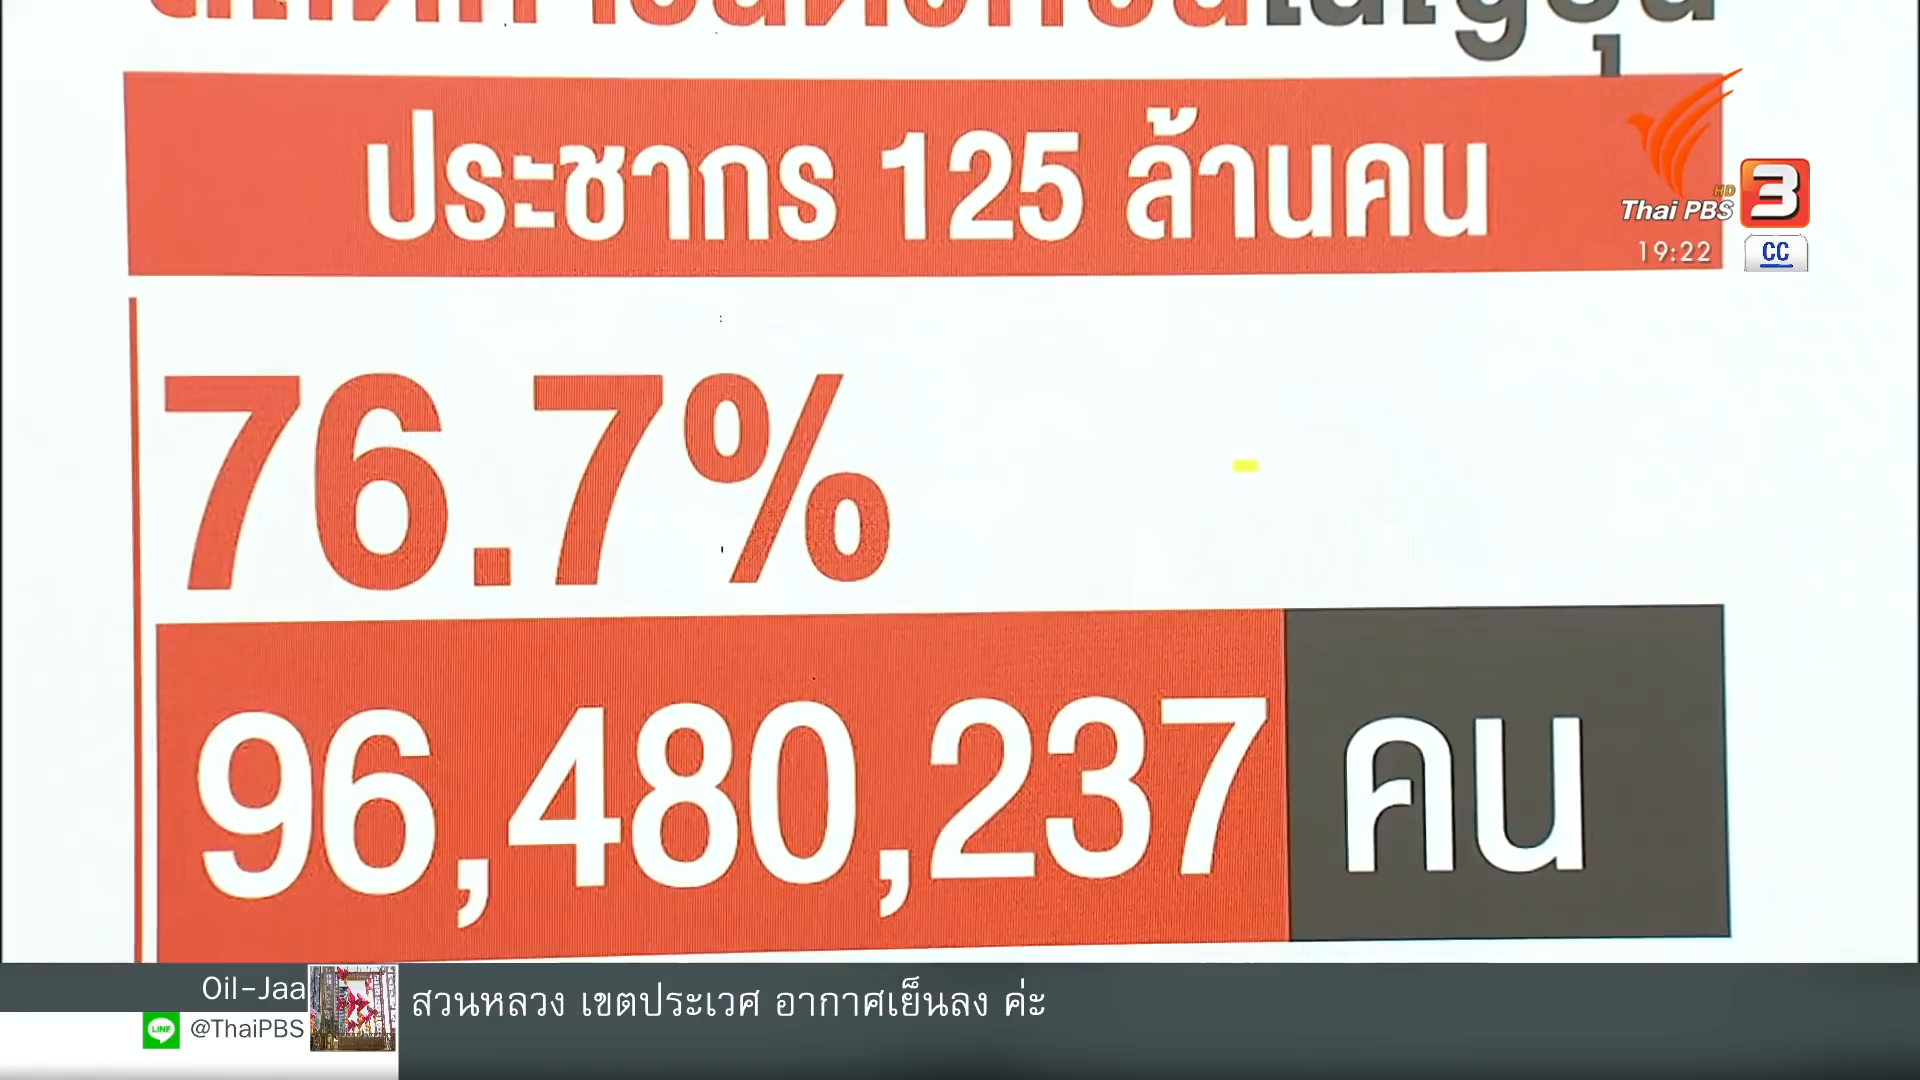 ประชากร 125 ล้านคน
Thai PBS
HD
3
19:22
CC
76.7%
96,480,237 คน
Oil-Jaa
สวนหลวง เขตประเวศ อากาศเย็นลง ค่ะ
LINE
@ThaiPBS